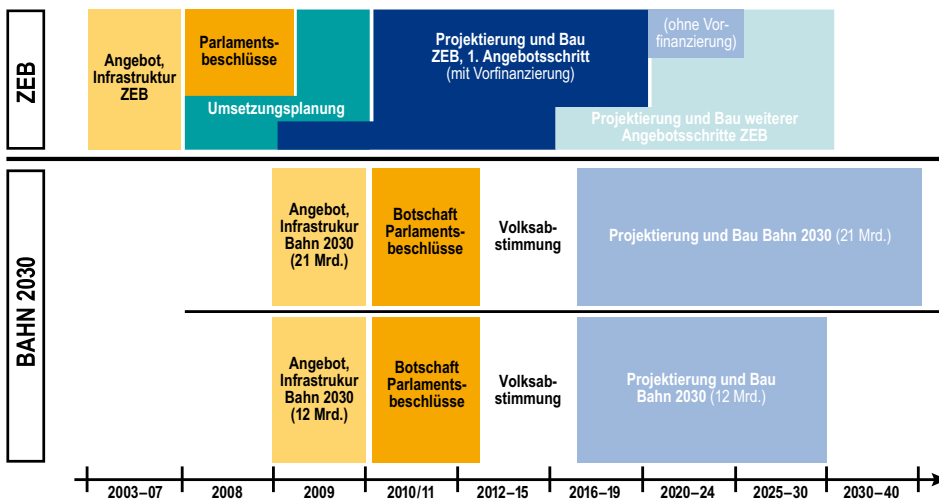 ZEB
Angebot,
Infrastruktur
ZEB
Parlaments-
beschlüsse
Umsetzungsplanung
Projektierung und Bau
ZEB, 1. Angebotsschritt
(mit Vorfinanzierung)
(ohne Vor-
finanzierung)
Projektierung und Bau weiterer
Angebotsschritte ZEB
BAHN 2030
Angebot,
Infrastrukur
Bahn 2030
(21 Mrd.)
Botschaft
Parlaments-
beschlüsse
Volksab-
stimmung
Projektierung und Bau Bahn 2030 (21 Mrd.)
Angebot,
Infrastrukur
Bahn 2030
(12 Mrd.)
Botschaft
Parlaments-
beschlüsse
Volksab-
stimmung
Projektierung und Bau
Bahn 2030 (12 Mrd.)
2003–07 2008 2009 2010/11 2012–15 2016–19 2020–24 2025–30 2030–40